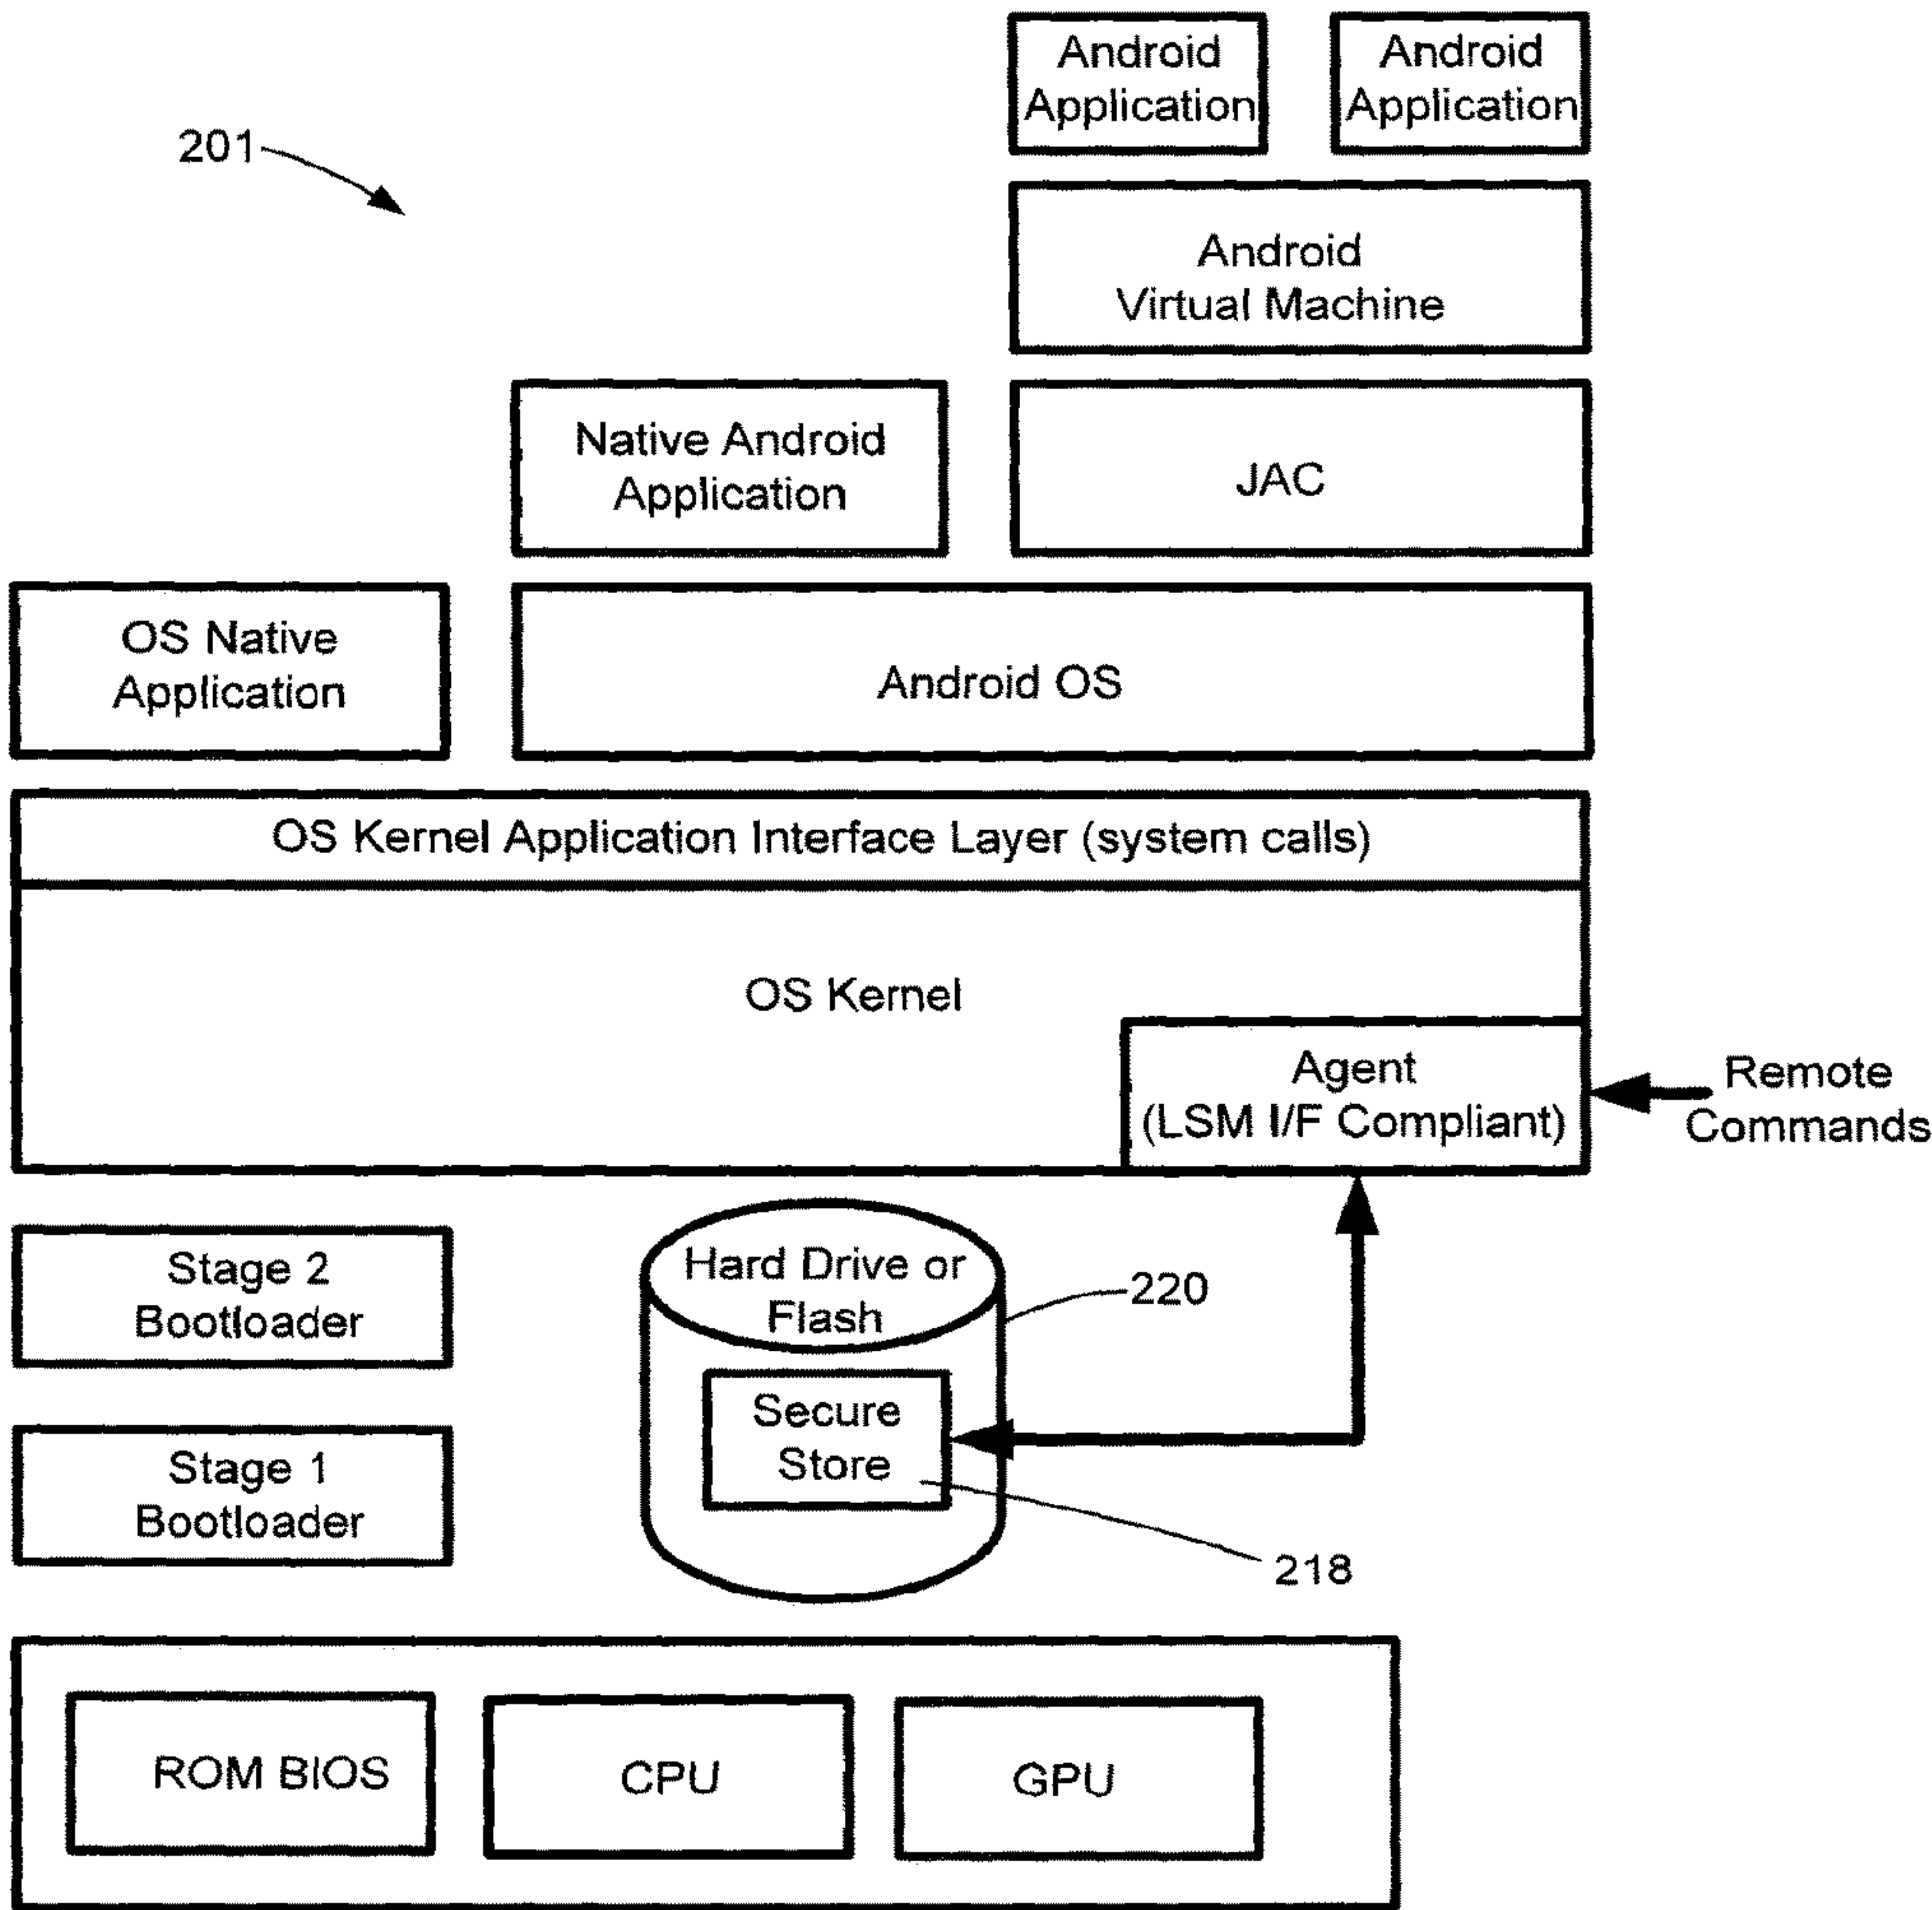 Android
Application
Android
Application
201
Android
Virtual Machine
Native Android
Application
JAC
OS Native
Application
Android OS
OS Kernel Application Interface Layer (system calls)
OS Kernel
Agent
(LSM I/F Compliant)
Remote
Commands
Stage 2
Bootloader
Hard Drive or
Flash
220
Secure
Store
Stage 1
Bootloader
218
ROM BIOS
CPU
GPU